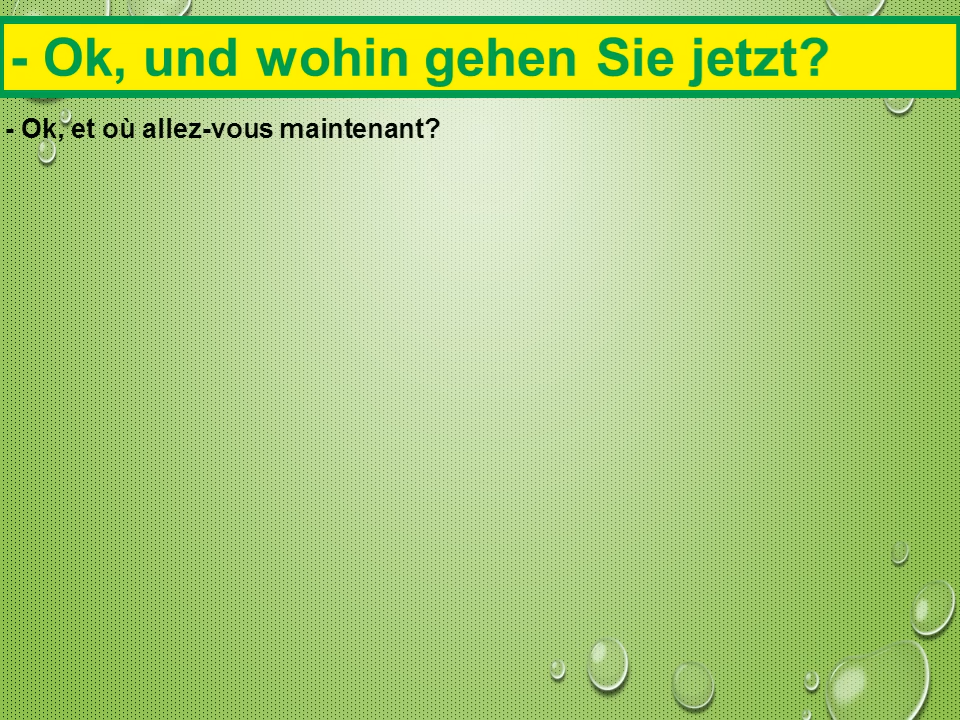 - Ok, und wohin gehen Sie jetzt?
- Ok, et où allez-vous maintenant?